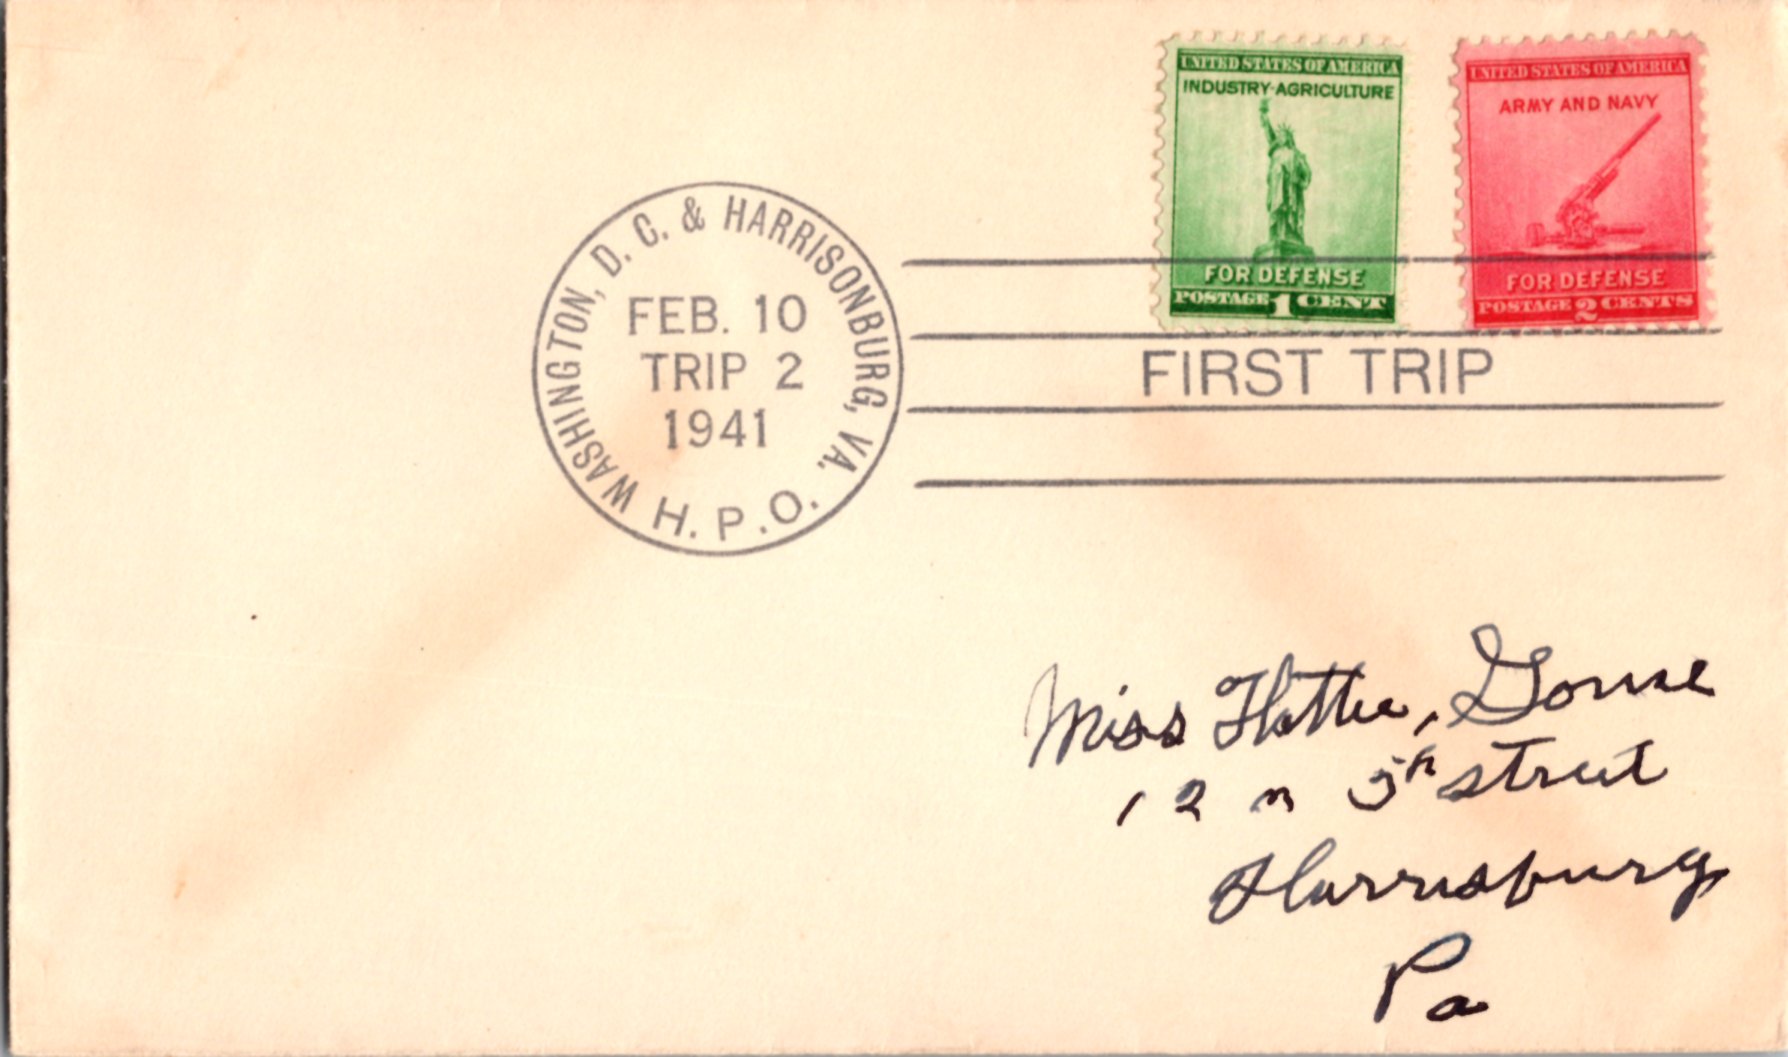 UNITED STATES OF AMERICA
INDUSTRY-AGRICULTURE
FOR DEFENSE
POSTAGE 1 CENT
UNITED STATES OF AMERICA
ARMY AND NAVY
FOR DEFENSE
POSTAGE 2 CENTS
WASHINGTON, D. C. & HARRISONBURG, VA.
FEB. 10
TRIP 2
1941
H. P. O.
FIRST TRIP
Miss Hattie
12 n 5th street
Harrisburg
Pa